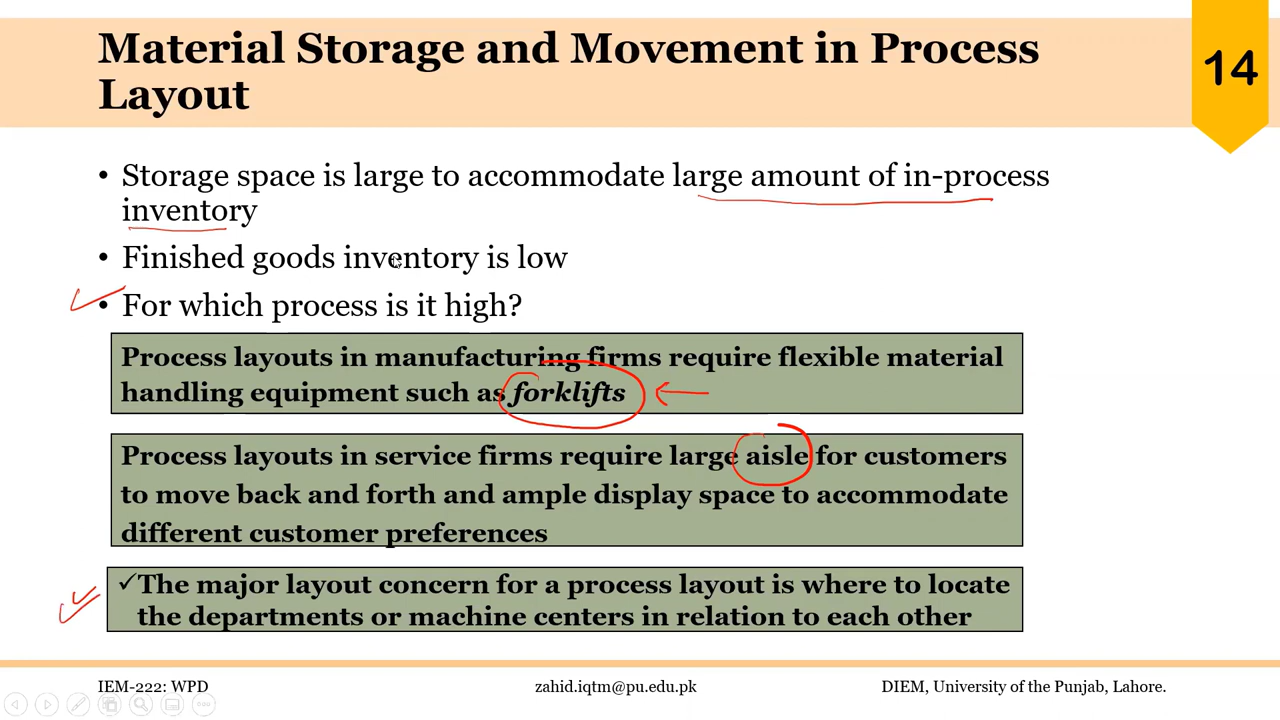 Material Storage and Movement in Process
Layout
14
• Storage space is large to accommodate large amount of in-process
inventory
• Finished goods inventory is low
• For which process is it high?
Process layouts in manufacturing firms require flexible material
handling equipment such as forklifts
Process layouts in service firms require large aisle for customers
to move back and forth and ample display space to accommodate
different customer preferences
✓The major layout concern for a process layout is where to locate
the departments or machine centers in relation to each other
IEM-222: WPD
zahid.iqtm@pu.edu.pk
DIEM, University of the Punjab, Lahore.